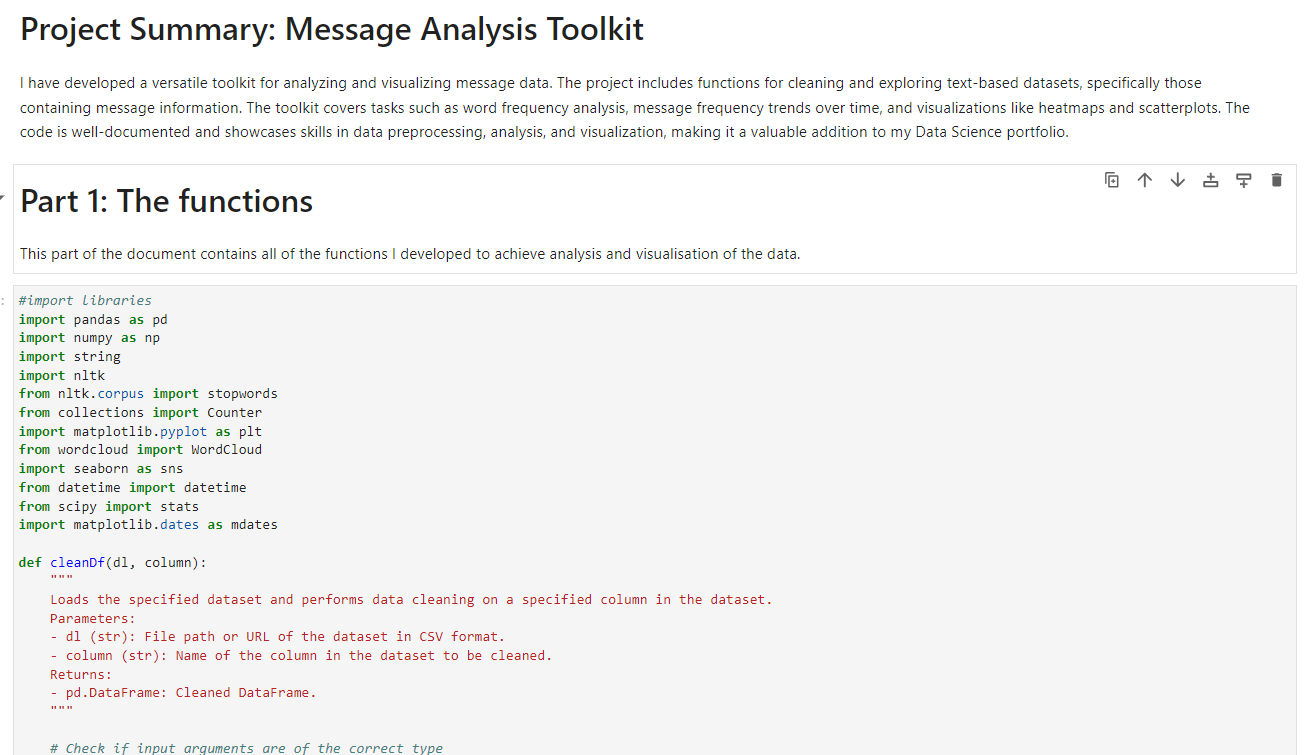 Project Summary: Message Analysis Toolkit
I have developed a versatile toolkit for analyzing and visualizing message data. The project includes functions for cleaning and exploring text-based datasets, specifically those
containing message information. The toolkit covers tasks such as word frequency analysis, message frequency trends over time, and visualizations like heatmaps and scatterplots. The
code is well-documented and showcases skills in data preprocessing, analysis, and visualization, making it a valuable addition to my Data Science portfolio.
Part 1: The functions
This part of the document contains all of the functions I developed to achieve analysis and visualisation of the data.
#import libraries
import pandas as pd
import numpy as np
import string
import nltk
from nltk.corpus import stopwords
from collections import Counter
import matplotlib.pyplot as plt
from wordcloud import WordCloud
import seaborn as sns
from datetime import datetime
from scipy import stats
import matplotlib.dates as mdates
def cleanDf(dl, column):
"""
Loads the specified dataset and performs data cleaning on a specified column in the dataset.
Parameters:
- dl (str): File path or URL of the dataset in CSV format.
- column (str): Name of the column in the dataset to be cleaned.
Returns:
- pd.DataFrame: Cleaned DataFrame.
"""
# Check if input arguments are of the correct type